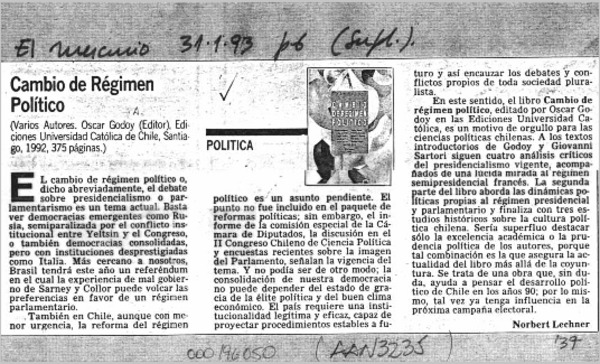 El mercurio 31.1.93 p6 (Supl.).
Cambio de Régimen
Político
A.
(Varios Autores. Oscar Godoy (Editor), Edi-
ciones Universidad Católica de Chile, Santia-
go, 1992, 375 páginas.)
CAMBIO
DE REGIMEN
POLITICO
POLITICA
EL cambio de régimen político o,
dicho abreviadamente, el debate
sobre presidencialismo o par-
lamentarismo es un tema actual. Basta
ver democracias emergentes como Ru-
sia, semiparalizada por el conflicto insti-
tucional entre Yeltsin y el Congreso,
o también democracias consolidadas,
pero con instituciones desprestigiadas
como Italia. Más cercano a nosotros,
Brasil tendrá este año un referéndum
en el cual la experiencia de mal gobier-
no de Sarney y Collor puede volcar las
preferencias en favor de un régimen
parlamentario.
También en Chile, aunque con me-
nor urgencia, la reforma del régimen
político es un asunto pendiente. El
punto no fue incluido en el paquete de
reformas políticas; sin embargo, el in-
forme de la comisión especial de la Cá-
mara de Diputados, la discusión en el
II Congreso Chileno de Ciencia Política
y encuestas recientes sobre la imagen
del Parlamento, señalan la vigencia del
tema. Y no podía ser de otro modo; la
consolidación de nuestra democracia
no puede depender del estado de gra-
cia de la élite política y del buen clima
económico. El país requiere una insti-
tucionalidad legítima y eficaz, capaz de
proyectar procedimientos estables a fu-
turo y así encauzar los debates y con-
flictos propios de toda sociedad plura-
lista.
En este sentido, el libro Cambio de
régimen político, editado por Oscar Go-
doy en las Ediciones Universidad Ca-
tólica, es un motivo de orgullo para las
ciencias políticas chilenas. A los textos
introductorios de Godoy y Giovanni
Sartori siguen cuatro análisis críticos
del presidencialismo vigente, acompa-
ñados de una lúcida mirada al régimen
semipresidencial francés. La segunda
parte del libro aborda las dinámicas po-
líticas propias al régimen presidencial
y parlamentario y finaliza con tres es-
tudios históricos sobre la cultura políti-
ca chilena. Sería superfluo destacar
sólo la excelencia académica o la pru-
dencia política de los autores, porque
tal combinación es la que asegura la ac-
tualidad del libro más allá de la coyun-
tura. Se trata de una obra que, sin du-
da, ayuda a pensar el desarrollo políti-
co de Chile en los años 90; por lo mis-
mo, tal vez ya tenga influencia en la
próxima campaña electoral.
Norbert Lechner
000196050 (AAN3235) '39